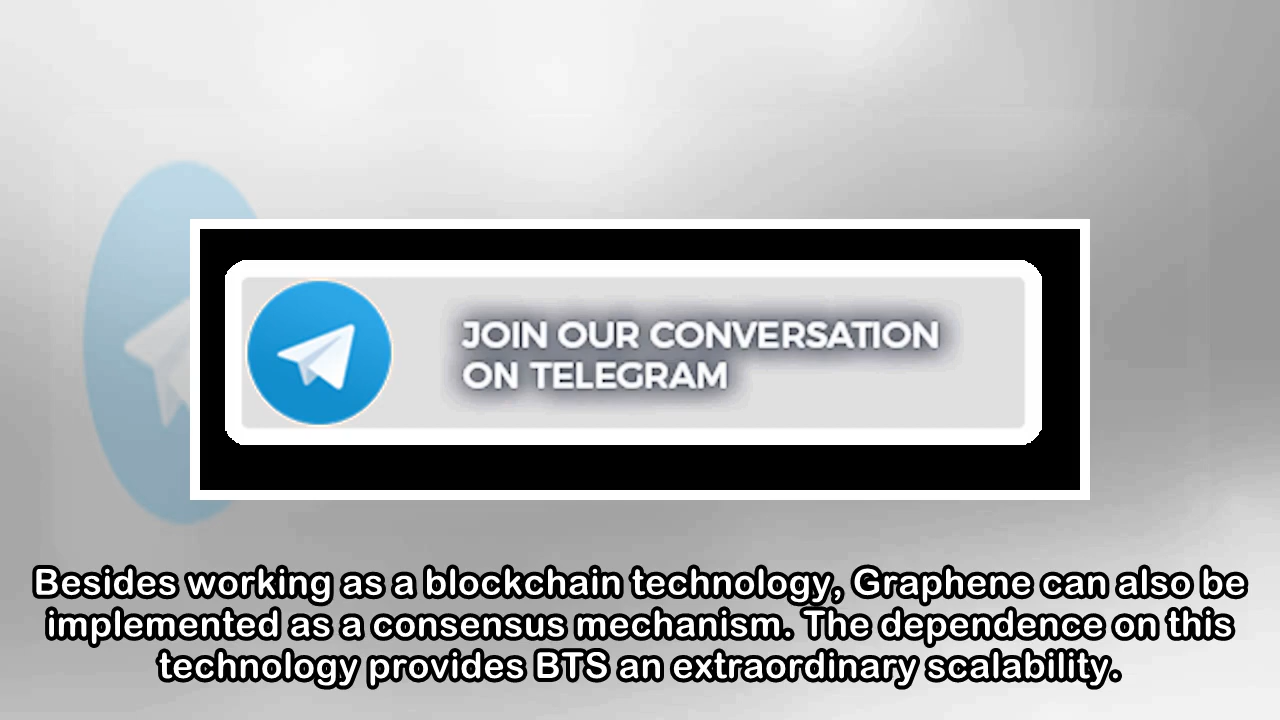 JOIN OUR CONVERSATION
ON TELEGRAM
Besides working as a blockchain technology, Graphene can also be
implemented as a consensus mechanism. The dependence on this
technology provides BTS an extraordinary scalability.